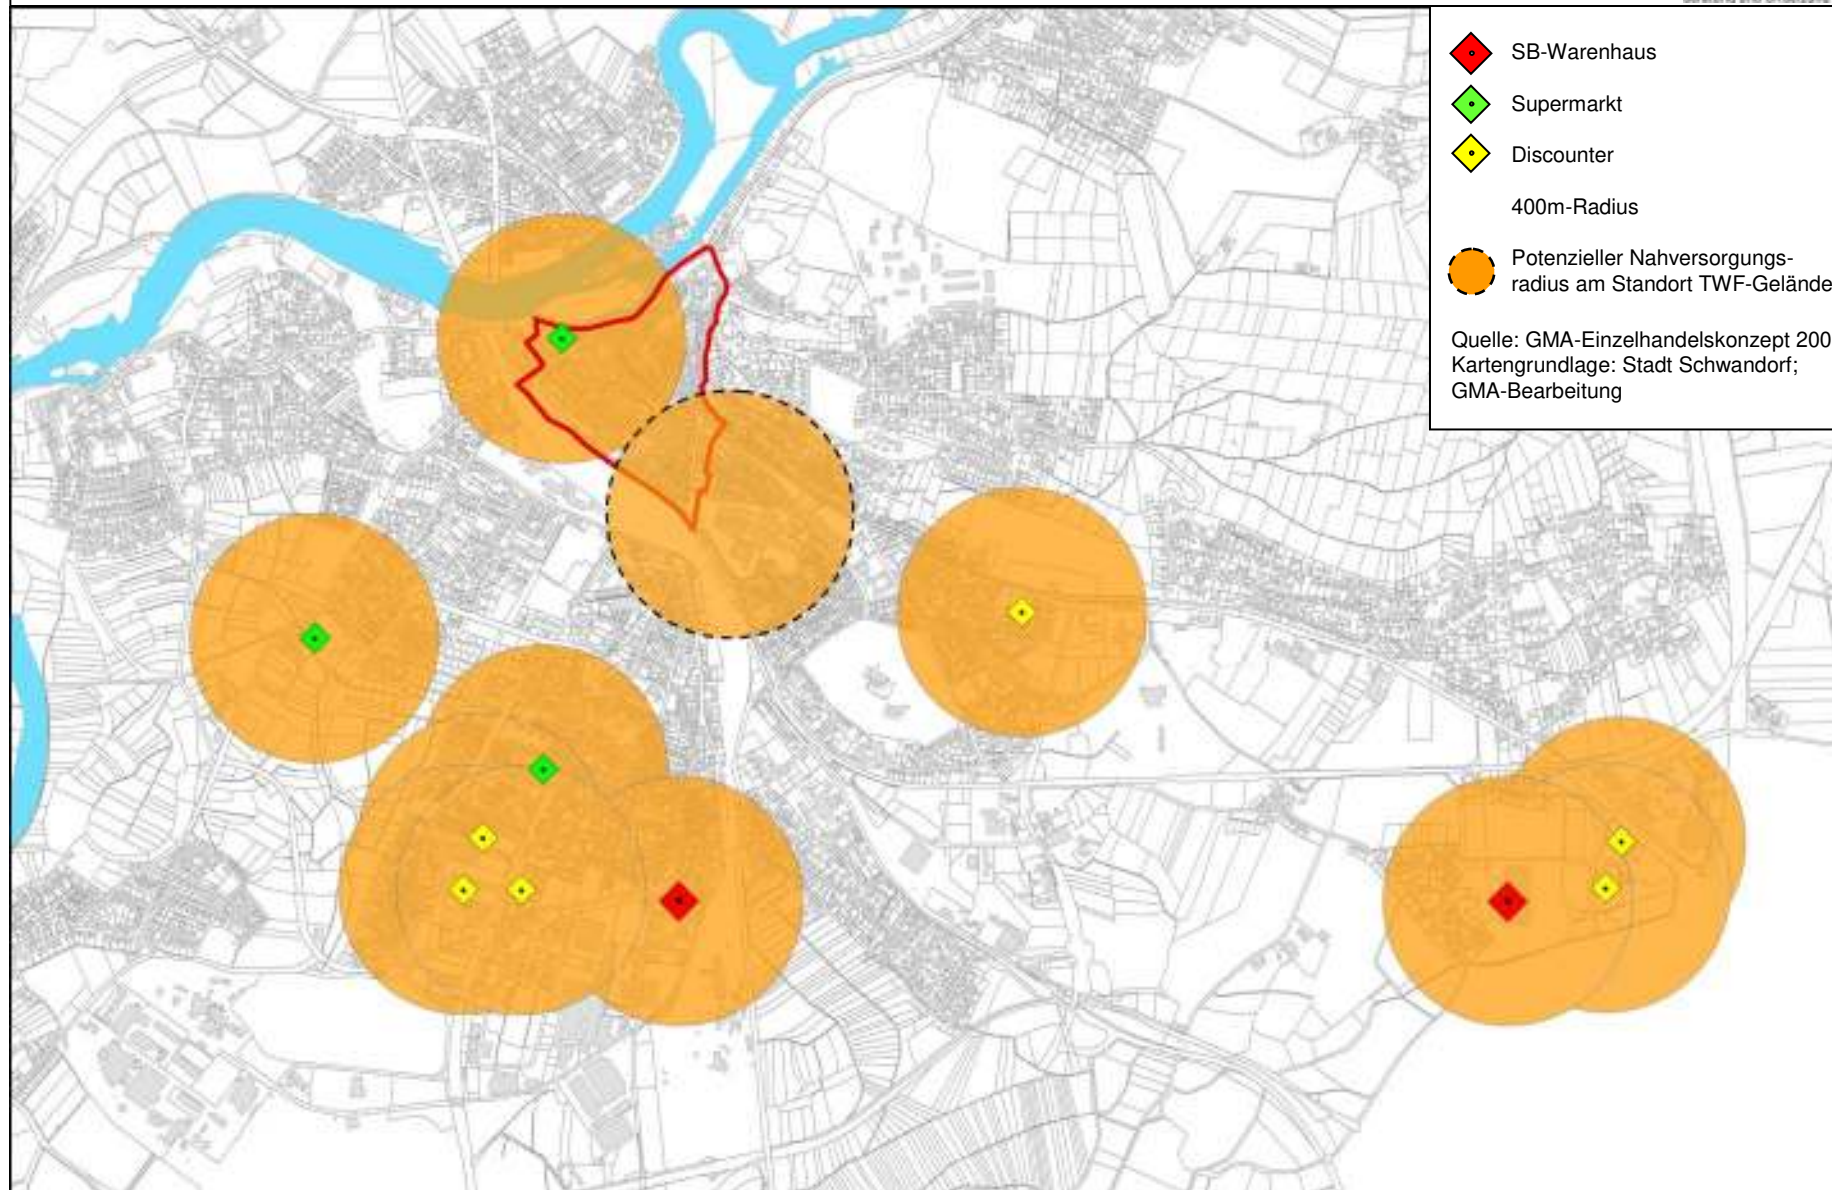 SB-Warenhaus
Supermarkt
Discounter
400m-Radius
Potenzieller Nahversorgungs-
radius am Standort TWF-Gelände
Quelle: GMA-Einzelhandelskonzept 200
Kartengrundlage: Stadt Schwandorf;
GMA-Bearbeitung